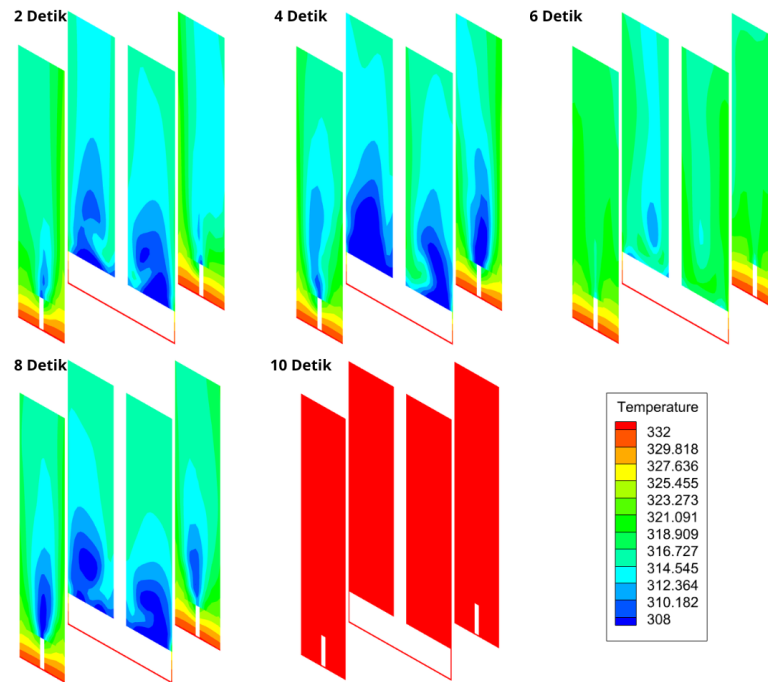 2 Detik
4 Detik
6 Detik
8 Detik
10 Detik
Temperature
332
329.818
327.636
325.455
323.273
321.091
318.909
316.727
314.545
312.364
310.182
308